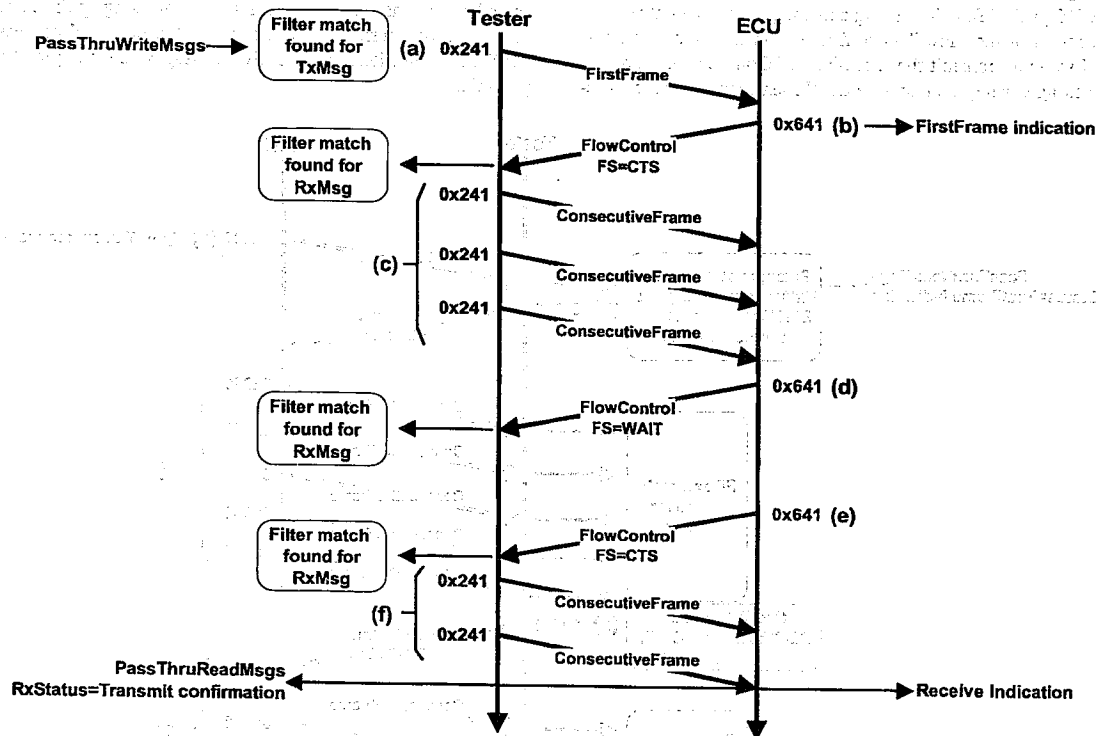 Tester
ECU
PassThruWriteMsgs
Filter match
found for
TxMsg
(a)
0x241
FirstFrame
0x641 (b)
FirstFrame indication
FlowControl
FS=CTS
Filter match
found for
RxMsg
(c)
0x241
ConsecutiveFrame
0x241
ConsecutiveFrame
0x241
ConsecutiveFrame
0x641 (d)
FlowControl
FS=WAIT
Filter match
found for
RxMsg
0x641 (e)
FlowControl
FS=CTS
Filter match
found for
RxMsg
(f)
0x241
ConsecutiveFrame
0x241
ConsecutiveFrame
PassThruReadMsgs
RxStatus=Transmit confirmation
Receive Indication